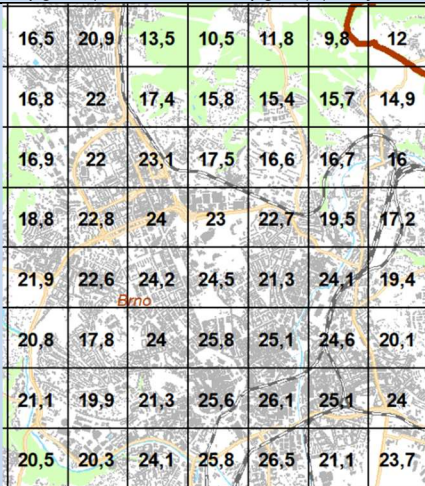 16,5 20,9 13,5 10,5 11,8 9,8 12
16,8 22 17,4 15,8 15,4 15,7 14,9
16,9 22 23,1 17,5 16,6 16,7 16
18,8 22,8 24 23 22,7 19,5 17,2
21,9 22,6 24,2 24,5 21,3 24,1 19,4
Brno
20,8 17,8 24 25,8 25,1 24,6 20,1
21,1 19,9 21,3 25,6 26,1 25,1 24
20,5 20,3 24,1 25,8 26,5 21,1 23,7